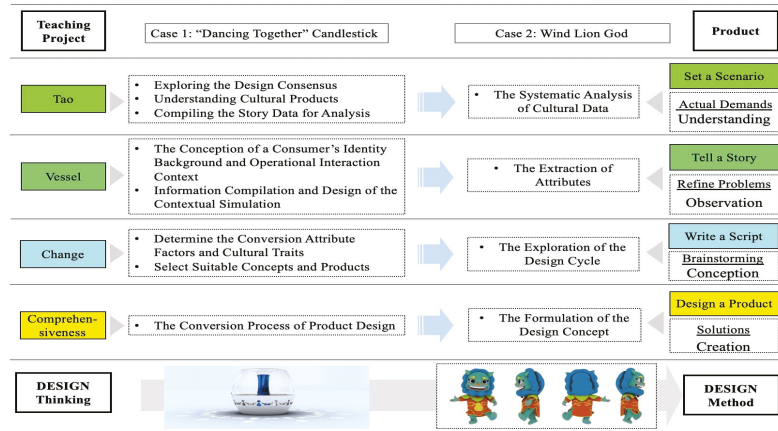 Teaching
Project
Case 1: “Dancing Together” Candlestick
Case 2: Wind Lion God
Product
Tao
• Exploring the Design Consensus
• Understanding Cultural Products
• Compiling the Story Data for Analysis
• The Systematic Analysis
of Cultural Data
Set a Scenario
Actual Demands
Understanding
Vessel
• The Conception of a Consumer’s Identity
Background and Operational Interaction
Context
• Information Compilation and Design of the
Contextual Simulation
• The Extraction of
Attributes
Tell a Story
Refine Problems
Observation
Change
• Determine the Conversion Attribute
Factors and Cultural Traits
• Select Suitable Concepts and Products
• The Exploration of the
Design Cycle
Write a Script
Brainstorming
Conception
Comprehen-
siveness
• The Conversion Process of Product Design
• The Formulation of the
Design Concept
Design a Product
Solutions
Creation
DESIGN
Thinking
DESIGN
Method